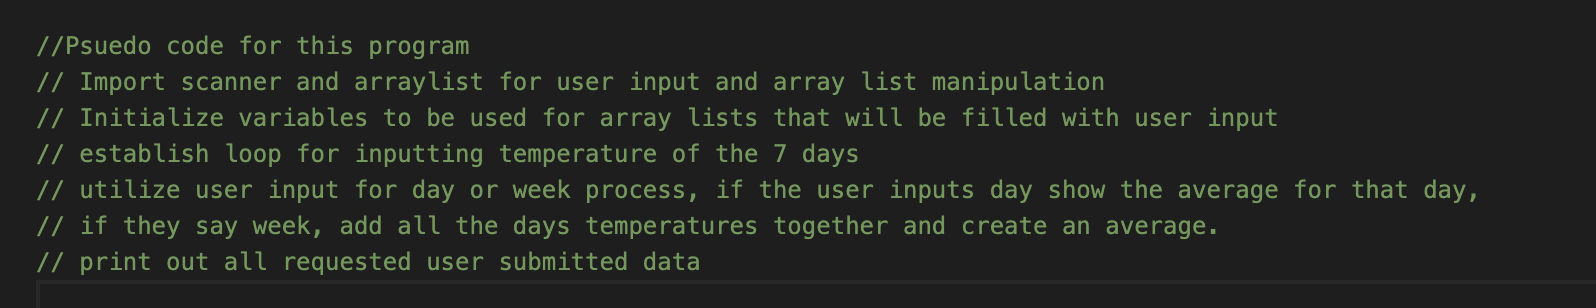 //Psuedo code for this program
// Import scanner and arraylist for user input and array list manipulation
// Initialize variables to be used for array lists that will be filled with user input
// establish loop for inputting temperature of the 7 days
// utilize user input for day or week process, if the user inputs day show the average for that day,
// if they say week, add all the days temperatures together and create an average.
// print out all requested user submitted data